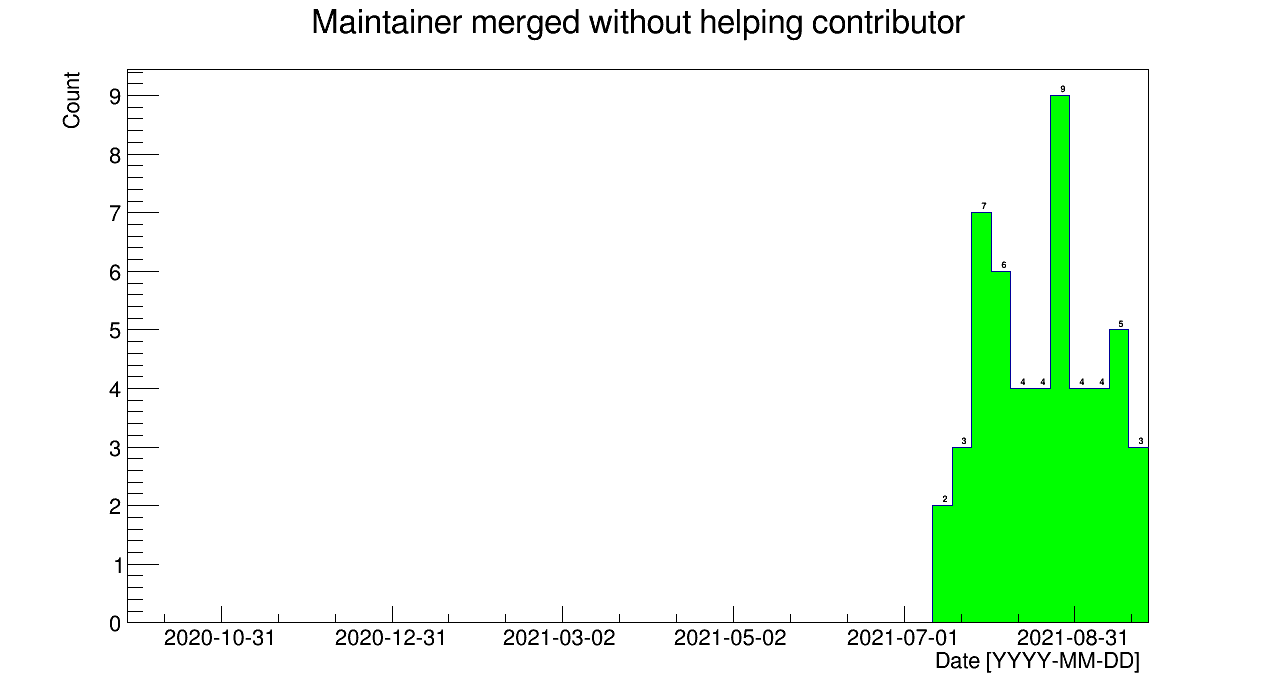 Maintainer merged without helping contributor
Count
9
8
7
6
5
4
3
2
1
0
2 3 7 6 4 4 9 4 4 5 3
2020-10-31 2020-12-31 2021-03-02 2021-05-02 2021-07-01 2021-08-31
Date [YYYY-MM-DD]